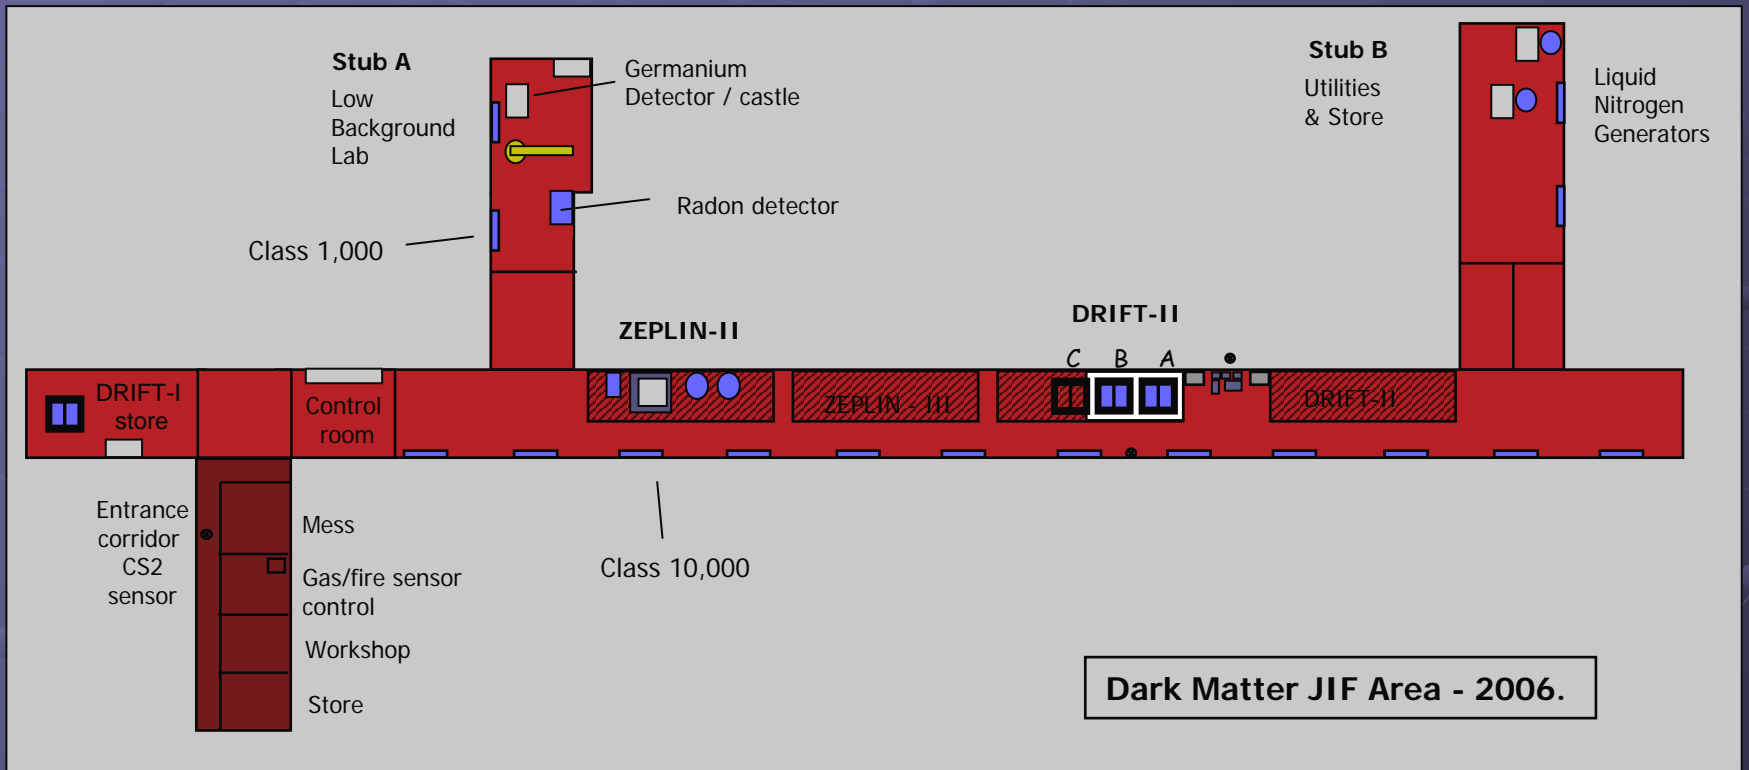 Stub A
Low
Background
Lab
Germanium
Detector / castle
Stub B
Utilities
& Store
Liquid
Nitrogen
Generators
Radon detector
Class 1,000
ZEPLIN-II
DRIFT-II
C B A
DRIFT-I
store
Control
room
ZEPLIN - III
DRIFT-II
Entrance
corridor
CS2
sensor
Mess
Gas/fire sensor
control
Workshop
Store
Class 10,000
Dark Matter JIF Area - 2006.